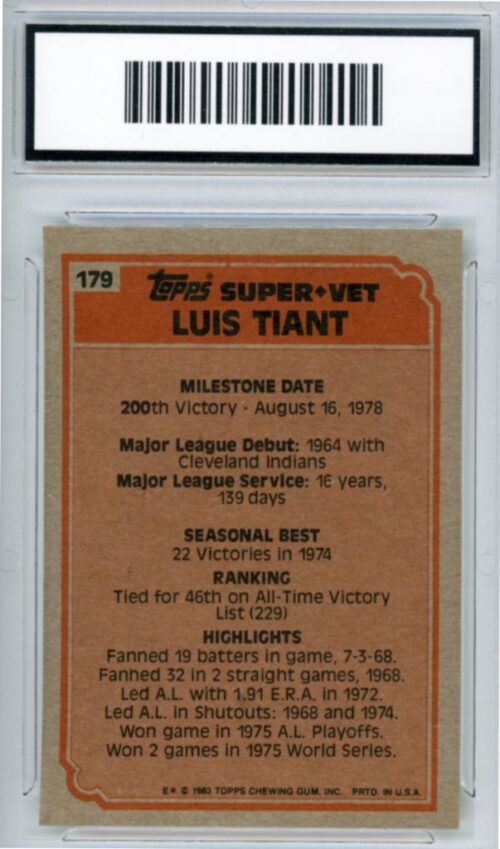 179
Topps SUPER•VET
LUIS TIANT
MILESTONE DATE
200th Victory - August 16, 1978
Major League Debut: 1964 with
Cleveland Indians
Major League Service: 16 years,
139 days
SEASONAL BEST
22 Victories in 1974
RANKING
Tied for 46th on All-Time Victory
List (229)
HIGHLIGHTS
Fanned 19 batters in game, 7-3-68.
Fanned 32 in 2 straight games, 1968.
Led A.L. with 1.91 E.R.A. in 1972.
Led A.L. in Shutouts: 1968 and 1974.
Won game in 1975 A.L. Playoffs.
Won 2 games in 1975 World Series.
E* © 1983 TOPPS CHEWING GUM, INC. PRTD. IN U.S.A.